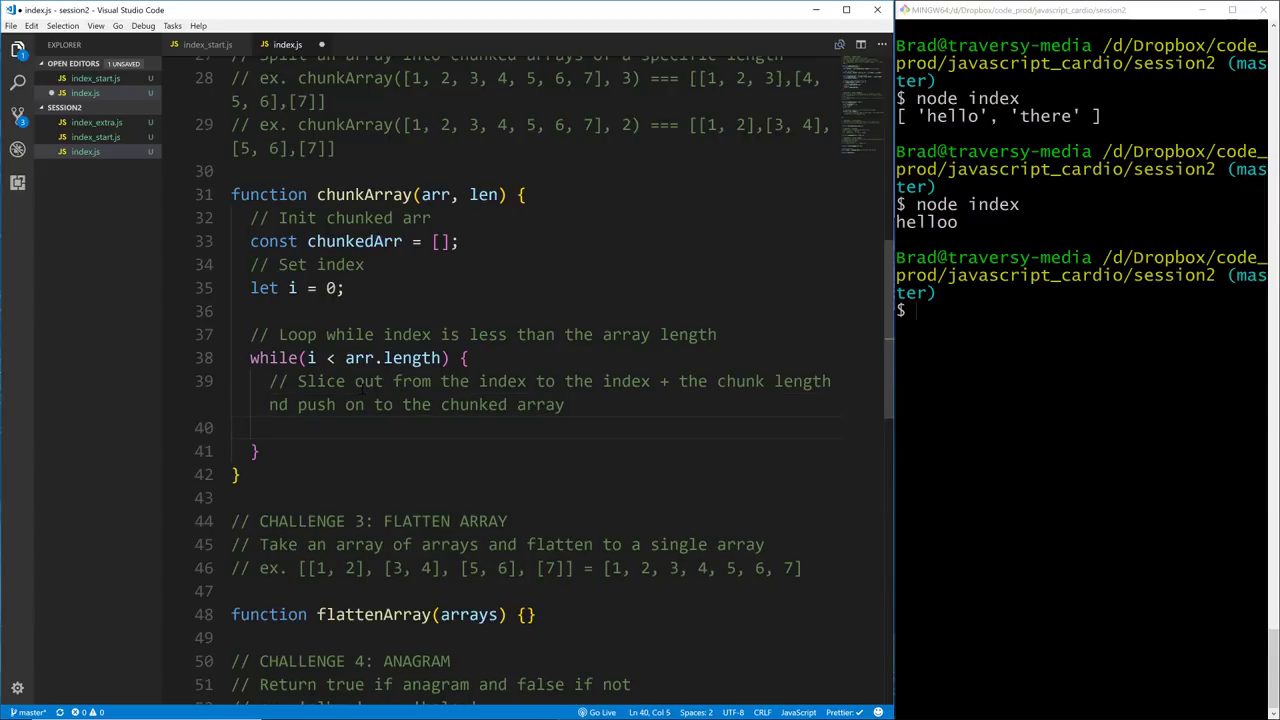 index.js - session2 - Visual Studio Code
File Edit Selection View Go Debug Tasks Help
EXPLORER
OPEN EDITORS 1 UNSAVED
index_start.js U
index.js U
SESSION2
index_extra.js U
index_start.js U
index.js U
1
3
index_start.js index.js
27 // Split an array into chunked arrays of a specific length
28 // ex. chunkArray([1, 2, 3, 4, 5, 6, 7], 3) === [[1, 2, 3],[4,
5, 6],[7]]
29 // ex. chunkArray([1, 2, 3, 4, 5, 6, 7], 2) === [[1, 2],[3, 4],
[5, 6],[7]]
30
31 function chunkArray(arr, len) {
32 // Init chunked arr
33 const chunkedArr = [];
34 // Set index
35 let i = 0;
36
37 // Loop while index is less than the array length
38 while(i < arr.length) {
39 // Slice out from the index to the index + the chunk length
nd push on to the chunked array
40
41 }
42 }
43
44 // CHALLENGE 3: FLATTEN ARRAY
45 // Take an array of arrays and flatten to a single array
46 // ex. [[1, 2], [3, 4], [5, 6], [7]] = [1, 2, 3, 4, 5, 6, 7]
47
48 function flattenArray(arrays) {}
49
50 // CHALLENGE 4: ANAGRAM
51 // Return true if anagram and false if not
master* 0 0 Go Live Ln 40, Col 5 Spaces: 2 UTF-8 CRLF JavaScript Prettier: ✓
MINGW64:/d/Dropbox/code_prod/javascript_cardio/session2
Brad@traversy-media /d/Dropbox/code_
prod/javascript_cardio/session2 (mas
ter)
$ node index
[ 'hello', 'there' ]
Brad@traversy-media /d/Dropbox/code_
prod/javascript_cardio/session2 (mas
ter)
$ node index
helloo
Brad@traversy-media /d/Dropbox/code_
prod/javascript_cardio/session2 (mas
ter)
$